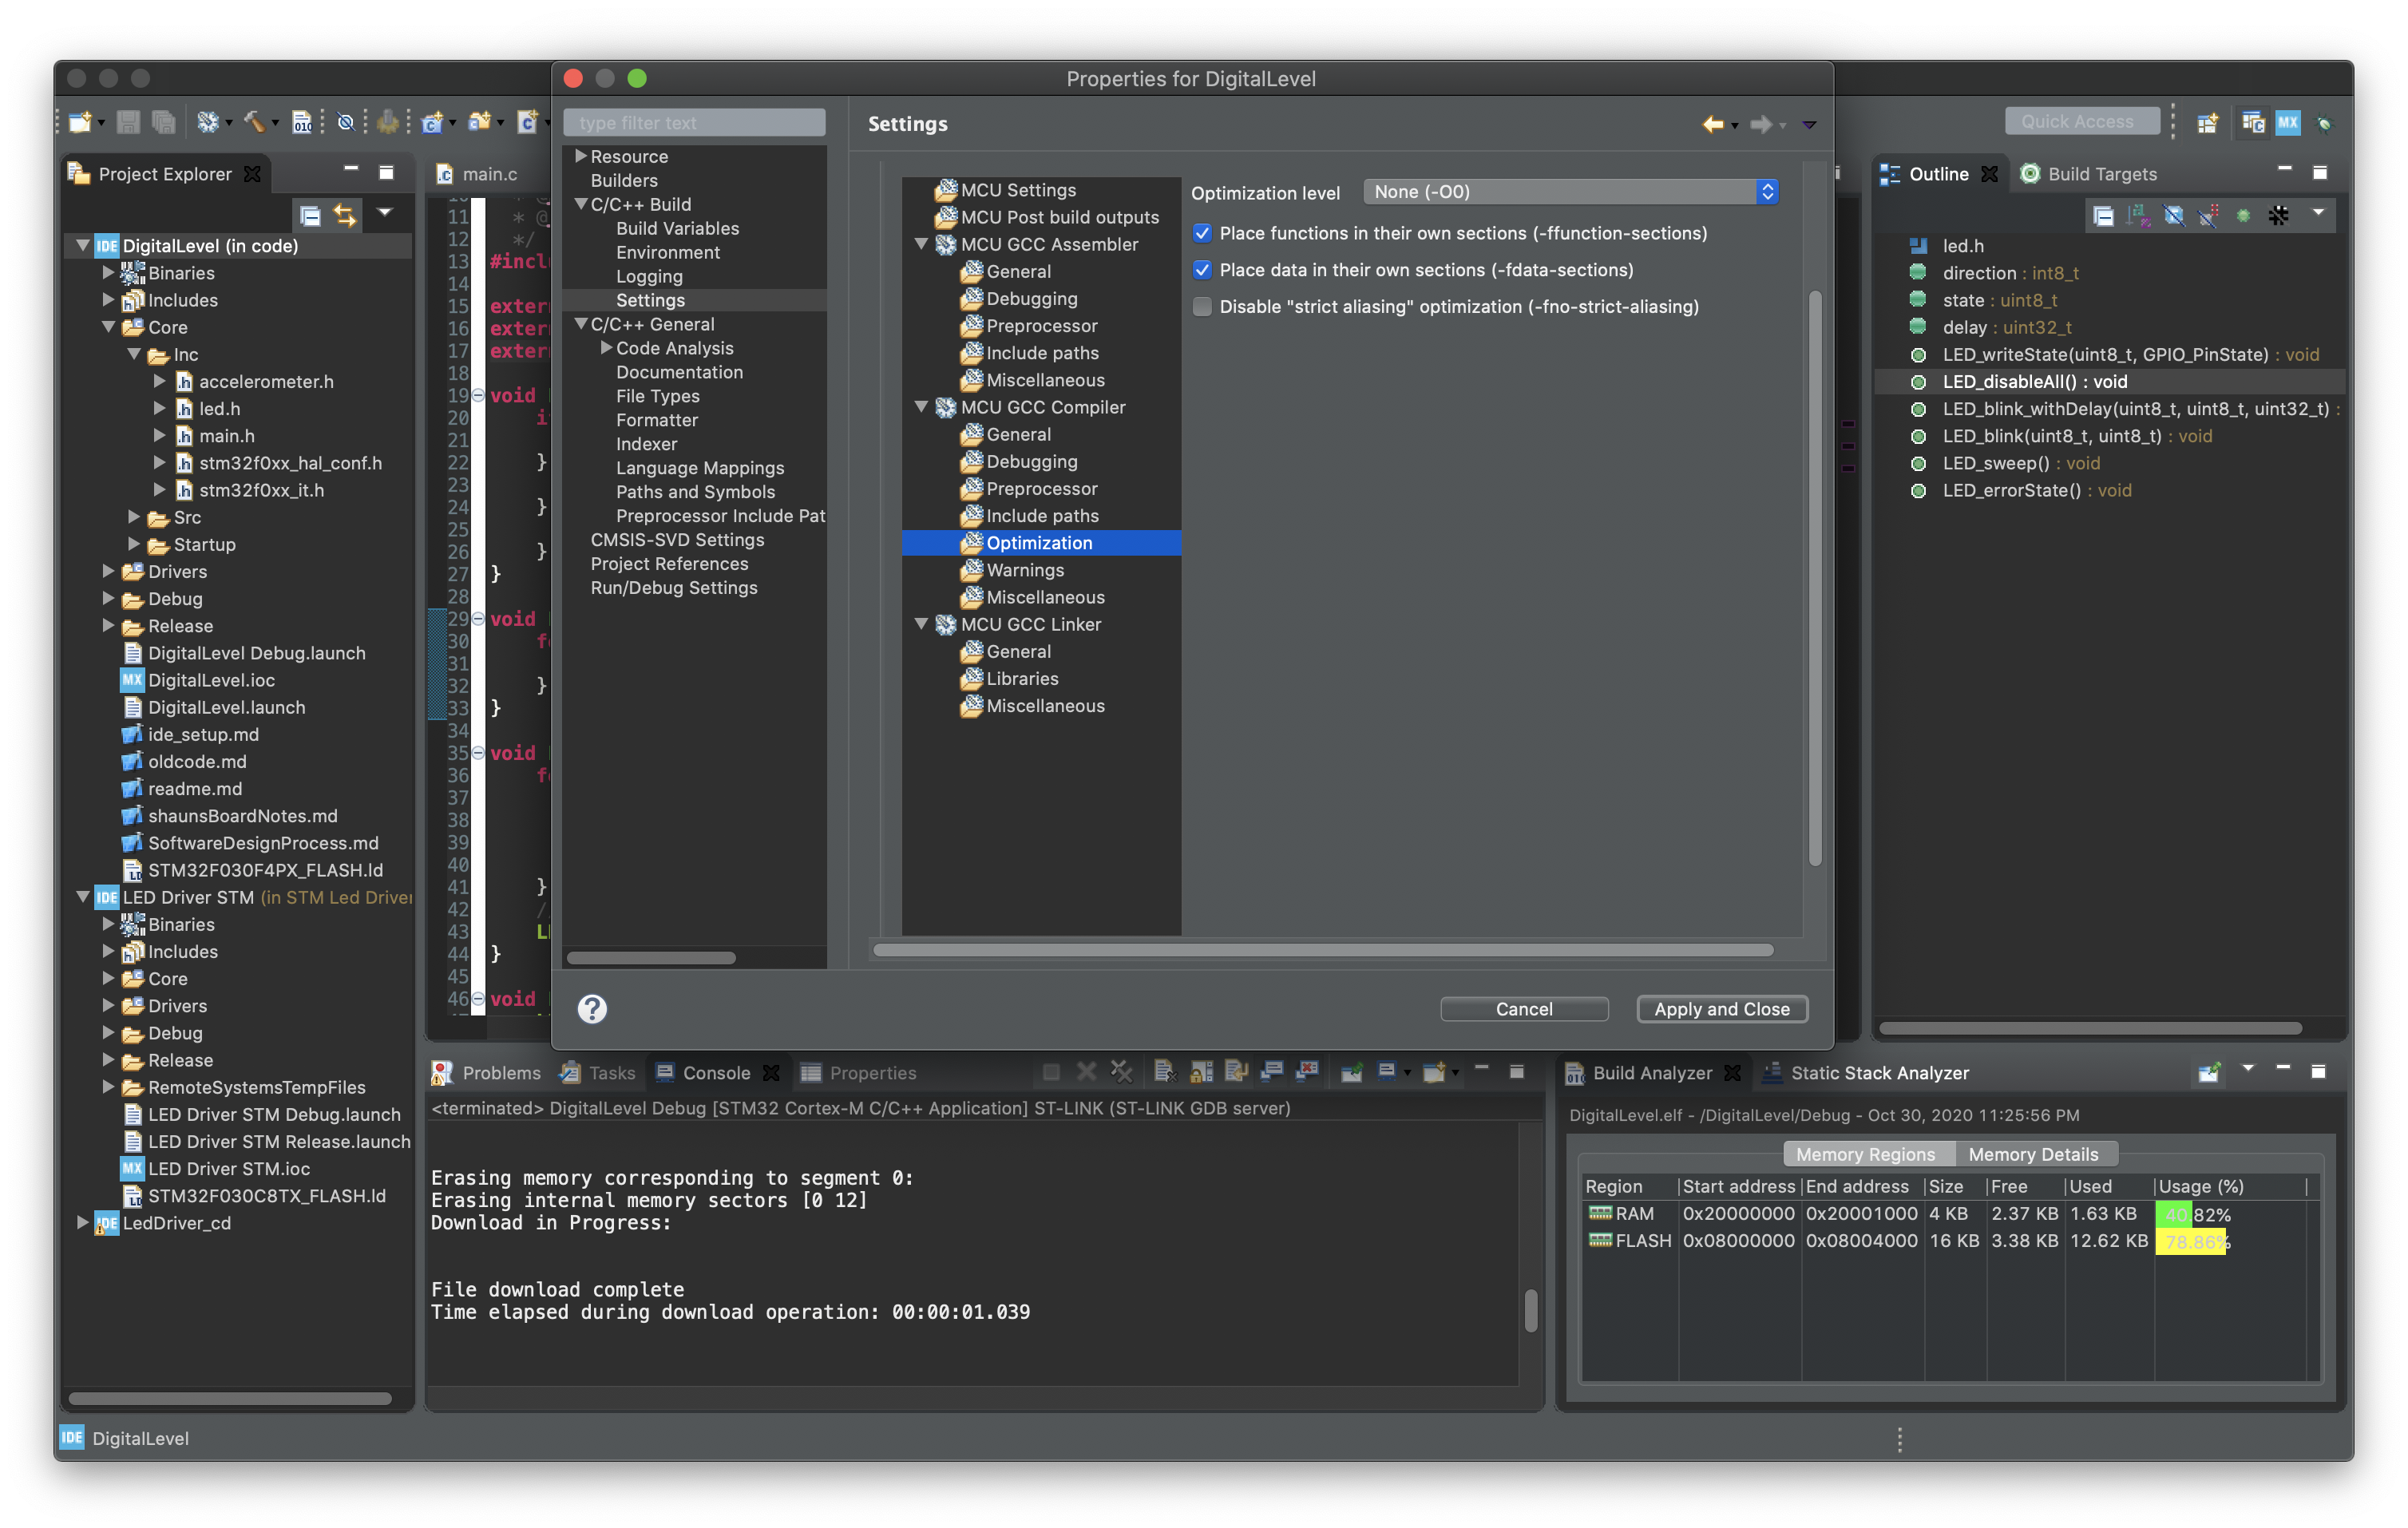 Properties for DigitalLevel
Quick Access
Project Explorer
DigitalLevel (in code)
Binaries
Includes
Core
Inc
accelerometer.h
led.h
main.h
stm32f0xx_hal_conf.h
stm32f0xx_it.h
Src
Startup
Drivers
Debug
Release
DigitalLevel Debug.launch
DigitalLevel.ioc
DigitalLevel.launch
ide_setup.md
oldcode.md
readme.md
shaunsBoardNotes.md
SoftwareDesignProcess.md
STM32F030F4PX_FLASH.ld
LED Driver STM (in STM Led Driver
Binaries
Includes
Core
Drivers
Debug
Release
RemoteSystemsTempFiles
LED Driver STM Debug.launch
LED Driver STM Release.launch
LED Driver STM.ioc
STM32F030C8TX_FLASH.ld
LedDriver_cd
main.c
11 * @
12 */
13 #inclu
14
15 extern
16 extern
17 extern
18
19 void
20 i
21
22 }
23
24 }
25
26 }
27 }
28
29 void
30 fo
31
32 }
33 }
34
35 void
36 fo
37
38
39
40
41 }
42 /
43 L
44 }
45
46 void
type filter text
Resource
Builders
C/C++ Build
Build Variables
Environment
Logging
Settings
C/C++ General
Code Analysis
Documentation
File Types
Formatter
Indexer
Language Mappings
Paths and Symbols
Preprocessor Include Pat
CMSIS-SVD Settings
Project References
Run/Debug Settings
Settings
MCU Settings
MCU Post build outputs
MCU GCC Assembler
General
Debugging
Preprocessor
Include paths
Miscellaneous
MCU GCC Compiler
General
Debugging
Preprocessor
Include paths
Optimization
Warnings
Miscellaneous
MCU GCC Linker
General
Libraries
Miscellaneous
Optimization level None (-O0)
Place functions in their own sections (-ffunction-sections)
Place data in their own sections (-fdata-sections)
Disable "strict aliasing" optimization (-fno-strict-aliasing)
Cancel
Apply and Close
Outline
Build Targets
led.h
direction : int8_t
state : uint8_t
delay : uint32_t
LED_writeState(uint8_t, GPIO_PinState) : void
LED_disableAll() : void
LED_blink_withDelay(uint8_t, uint8_t, uint32_t) :
LED_blink(uint8_t, uint8_t) : void
LED_sweep() : void
LED_errorState() : void
Problems Tasks Console Properties
<terminated> DigitalLevel Debug [STM32 Cortex-M C/C++ Application] ST-LINK (ST-LINK GDB server)
Erasing memory corresponding to segment 0:
Erasing internal memory sectors [0 12]
Download in Progress:
File download complete
Time elapsed during download operation: 00:00:01.039
Build Analyzer Static Stack Analyzer
DigitalLevel.elf - /DigitalLevel/Debug - Oct 30, 2020 11:25:56 PM
Memory Regions Memory Details
Region Start address End address Size Free Used Usage (%)
RAM 0x20000000 0x20001000 4 KB 2.37 KB 1.63 KB 40.82%
FLASH 0x08000000 0x08004000 16 KB 3.38 KB 12.62 KB 78.86%
IDE DigitalLevel